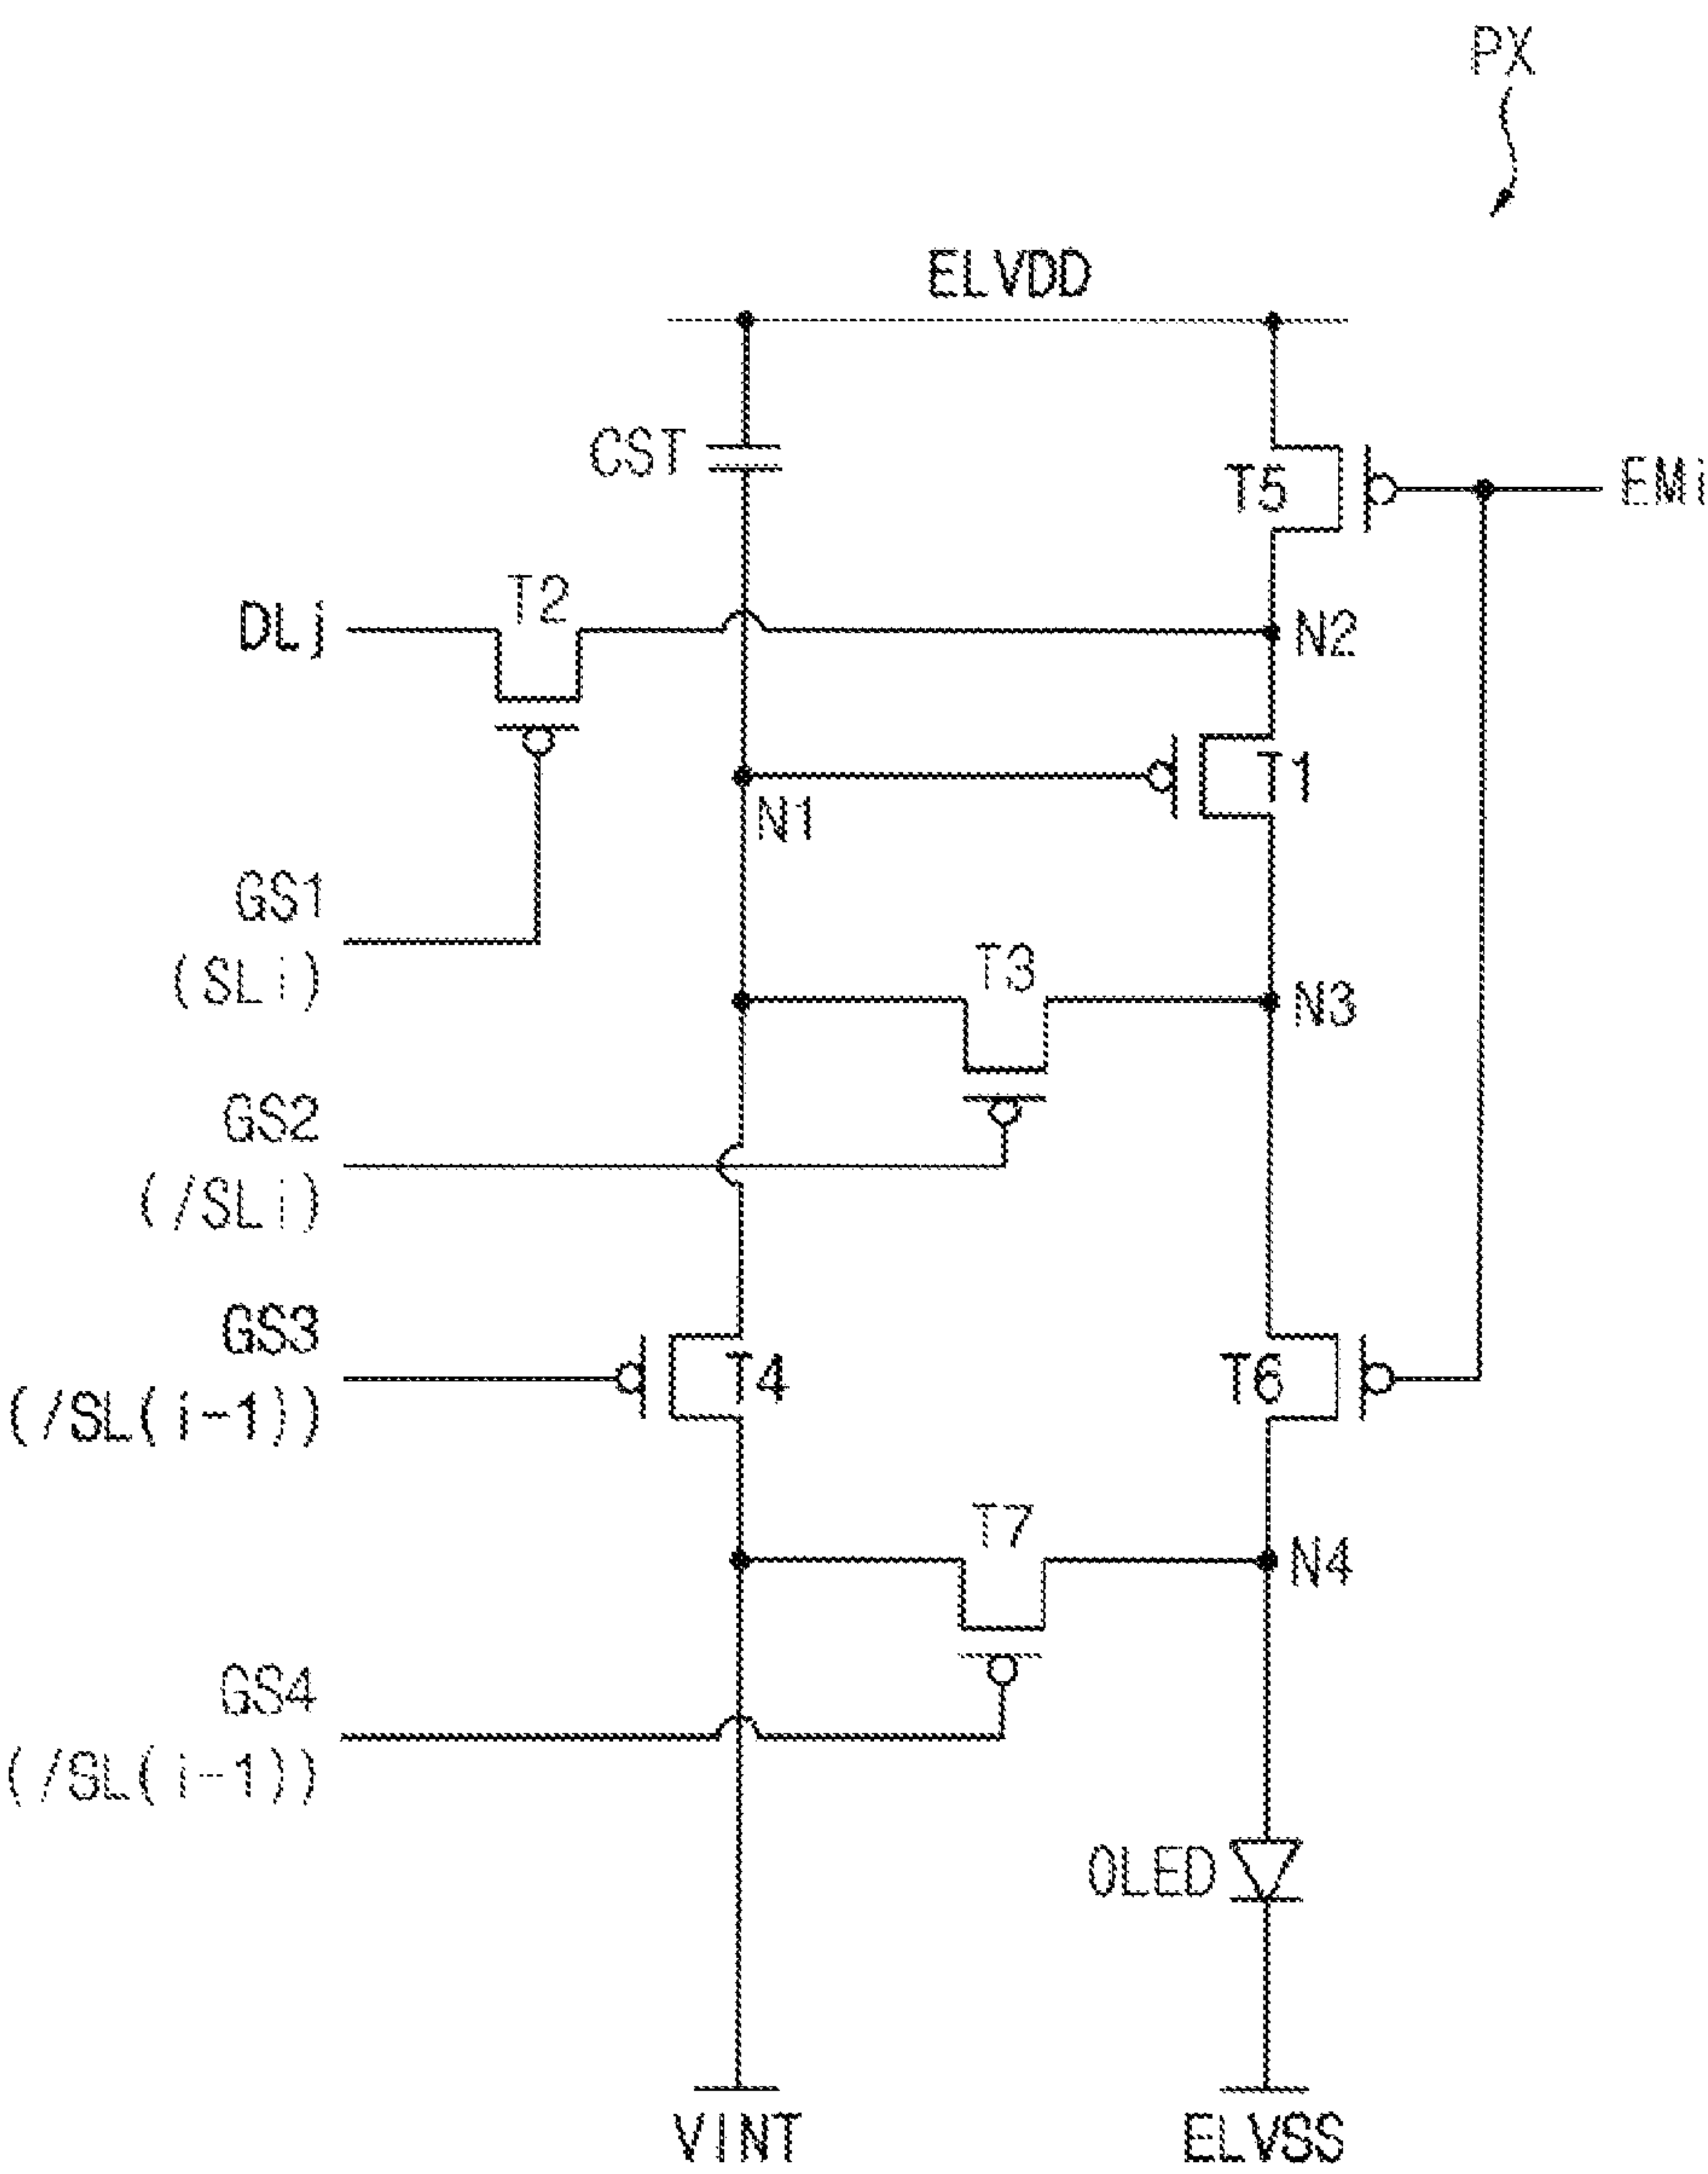 PX
ELVDD
CST
T5
EMi
T2
DLj
N2
T1
N1
GS1
(SLi)
T3
N3
GS2
(/SLi)
GS3
(/SL(i-1))
T4
T6
T7
N4
GS4
(/SL(i-1))
OLED
VINT
ELVSS